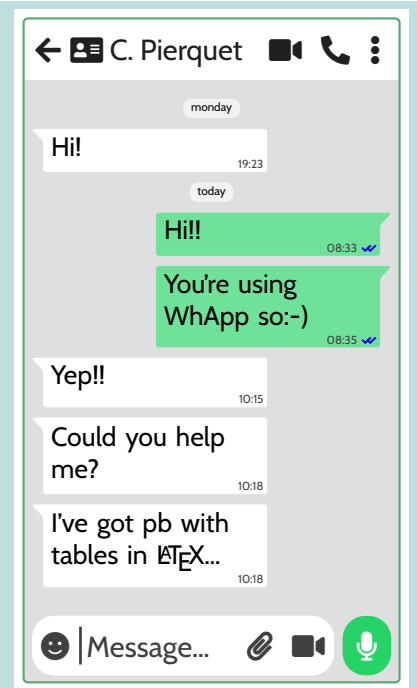 C. Pierquet
monday
Hi!
19:23
today
Hi!!
08:33
You're using
WhApp so:-)
08:35
Yep!!
10:15
Could you help
me?
10:18
I've got pb with
tables in LATEX...
10:18
Message...